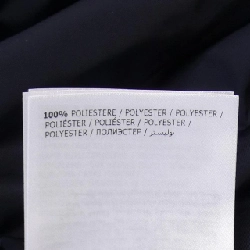 100% POLIESTERE / POLYESTER / POLYESTER /
POLIÉSTER / POLIÉSTER / POLYESTER /
POLYESTER / ПОЛИЭСТЕР / بوليستر